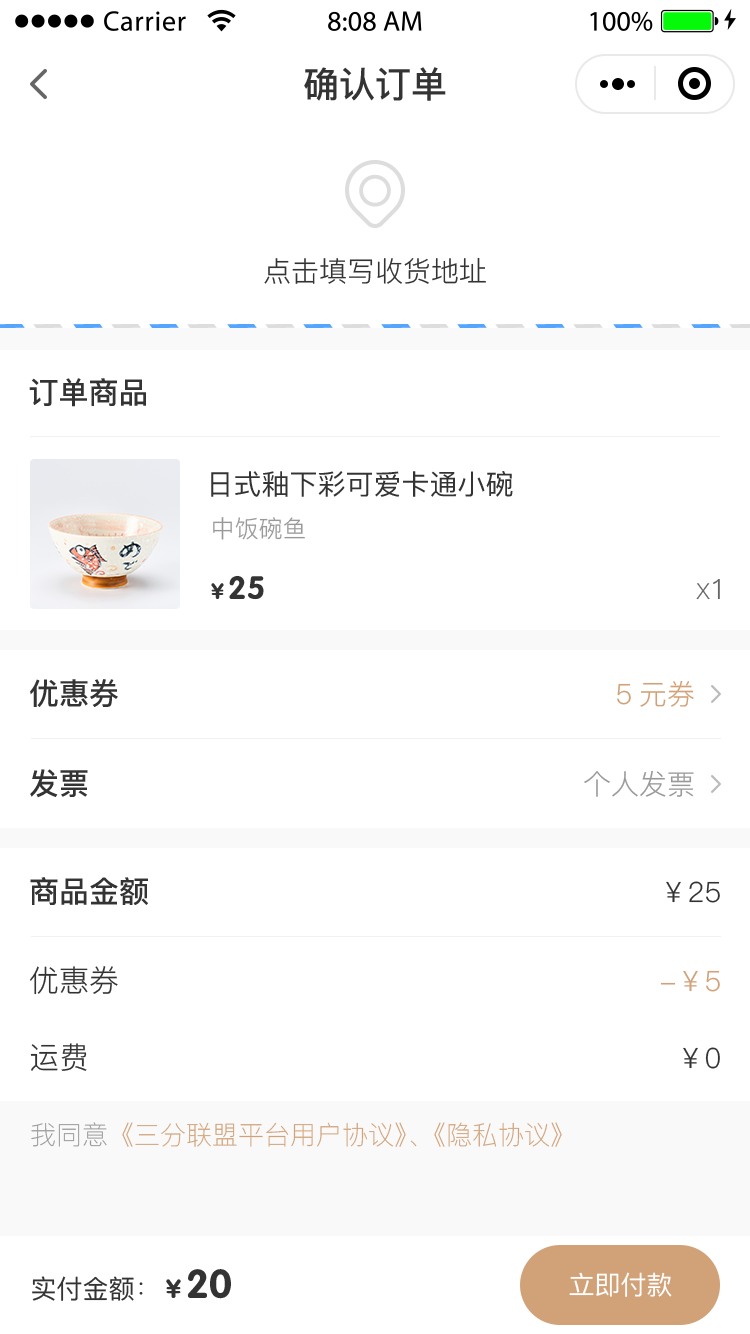 Carrier 8:08 AM 100%
确认订单
点击填写收货地址
订单商品
日式釉下彩可爱卡通小碗
中饭碗鱼
¥25 x1
优惠券 5 元券
发票 个人发票
商品金额 ¥25
优惠券 –¥5
运费 ¥0
我同意《三分联盟平台用户协议》、《隐私协议》
实付金额： ¥20 立即付款